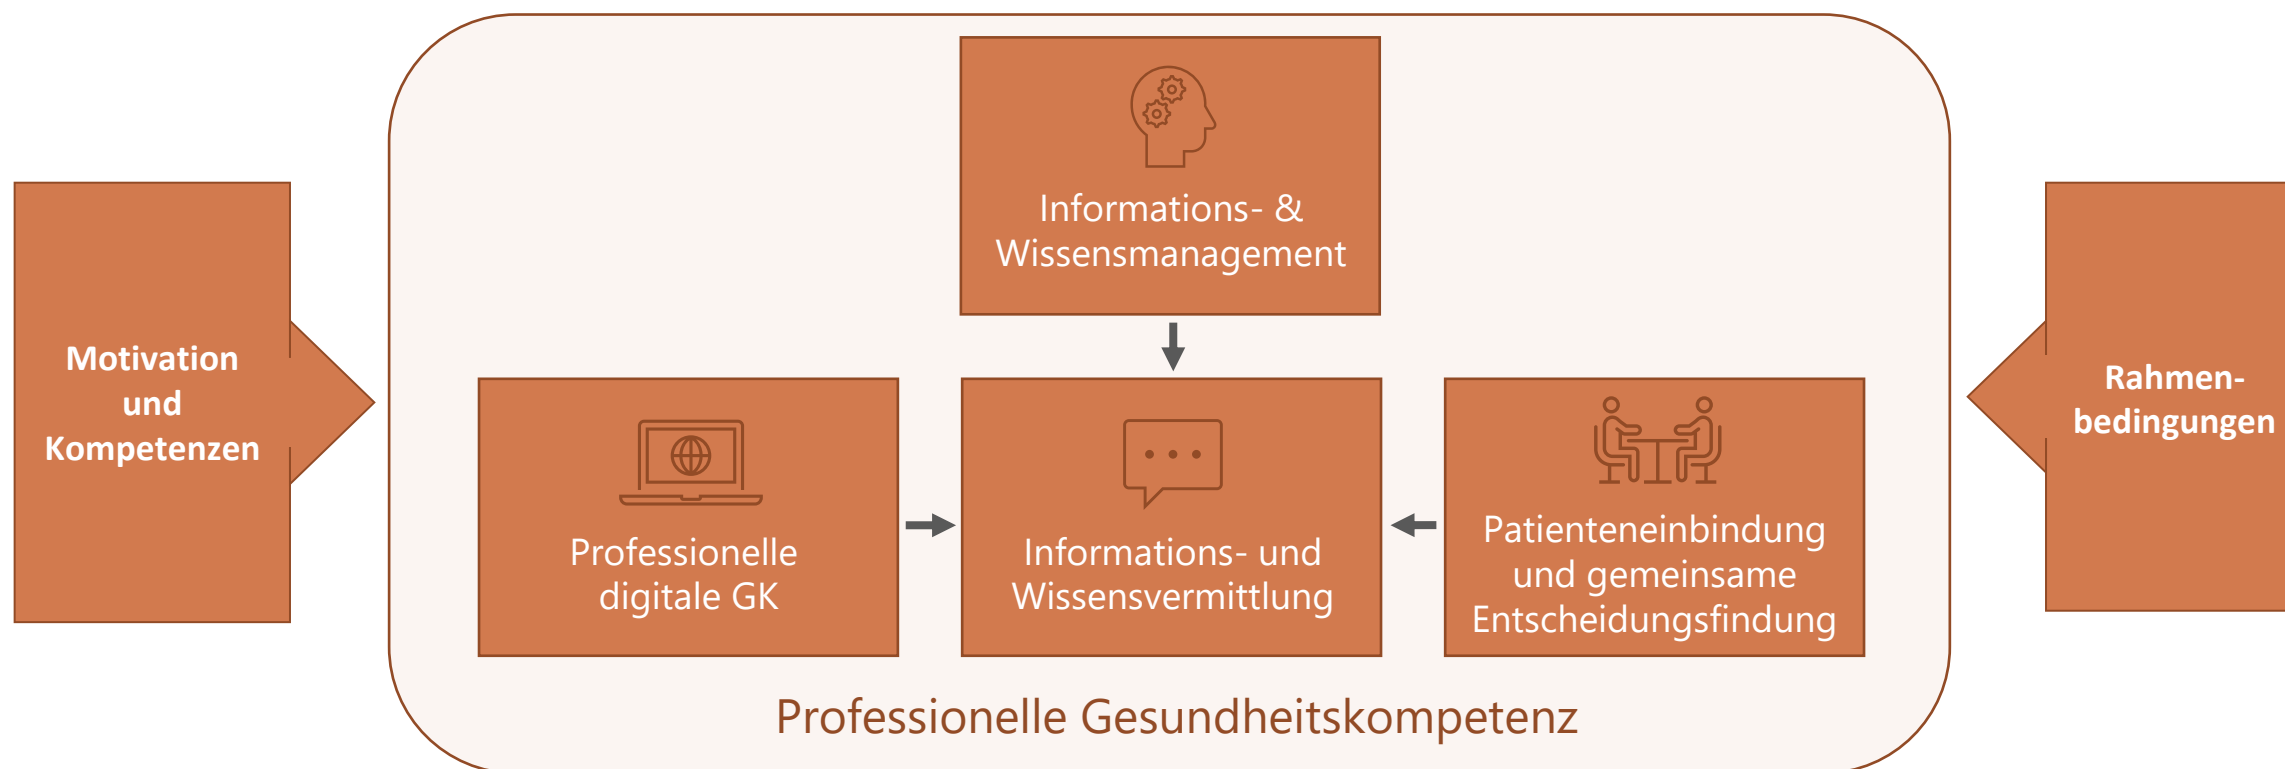 Informations- &
Wissensmanagement
Motivation
und
Kompetenzen
Professionelle
digitale GK
Informations- und
Wissensvermittlung
Patienteneinbindung
und gemeinsame
Entscheidungsfindung
Rahmen-
bedingungen
Professionelle Gesundheitskompetenz